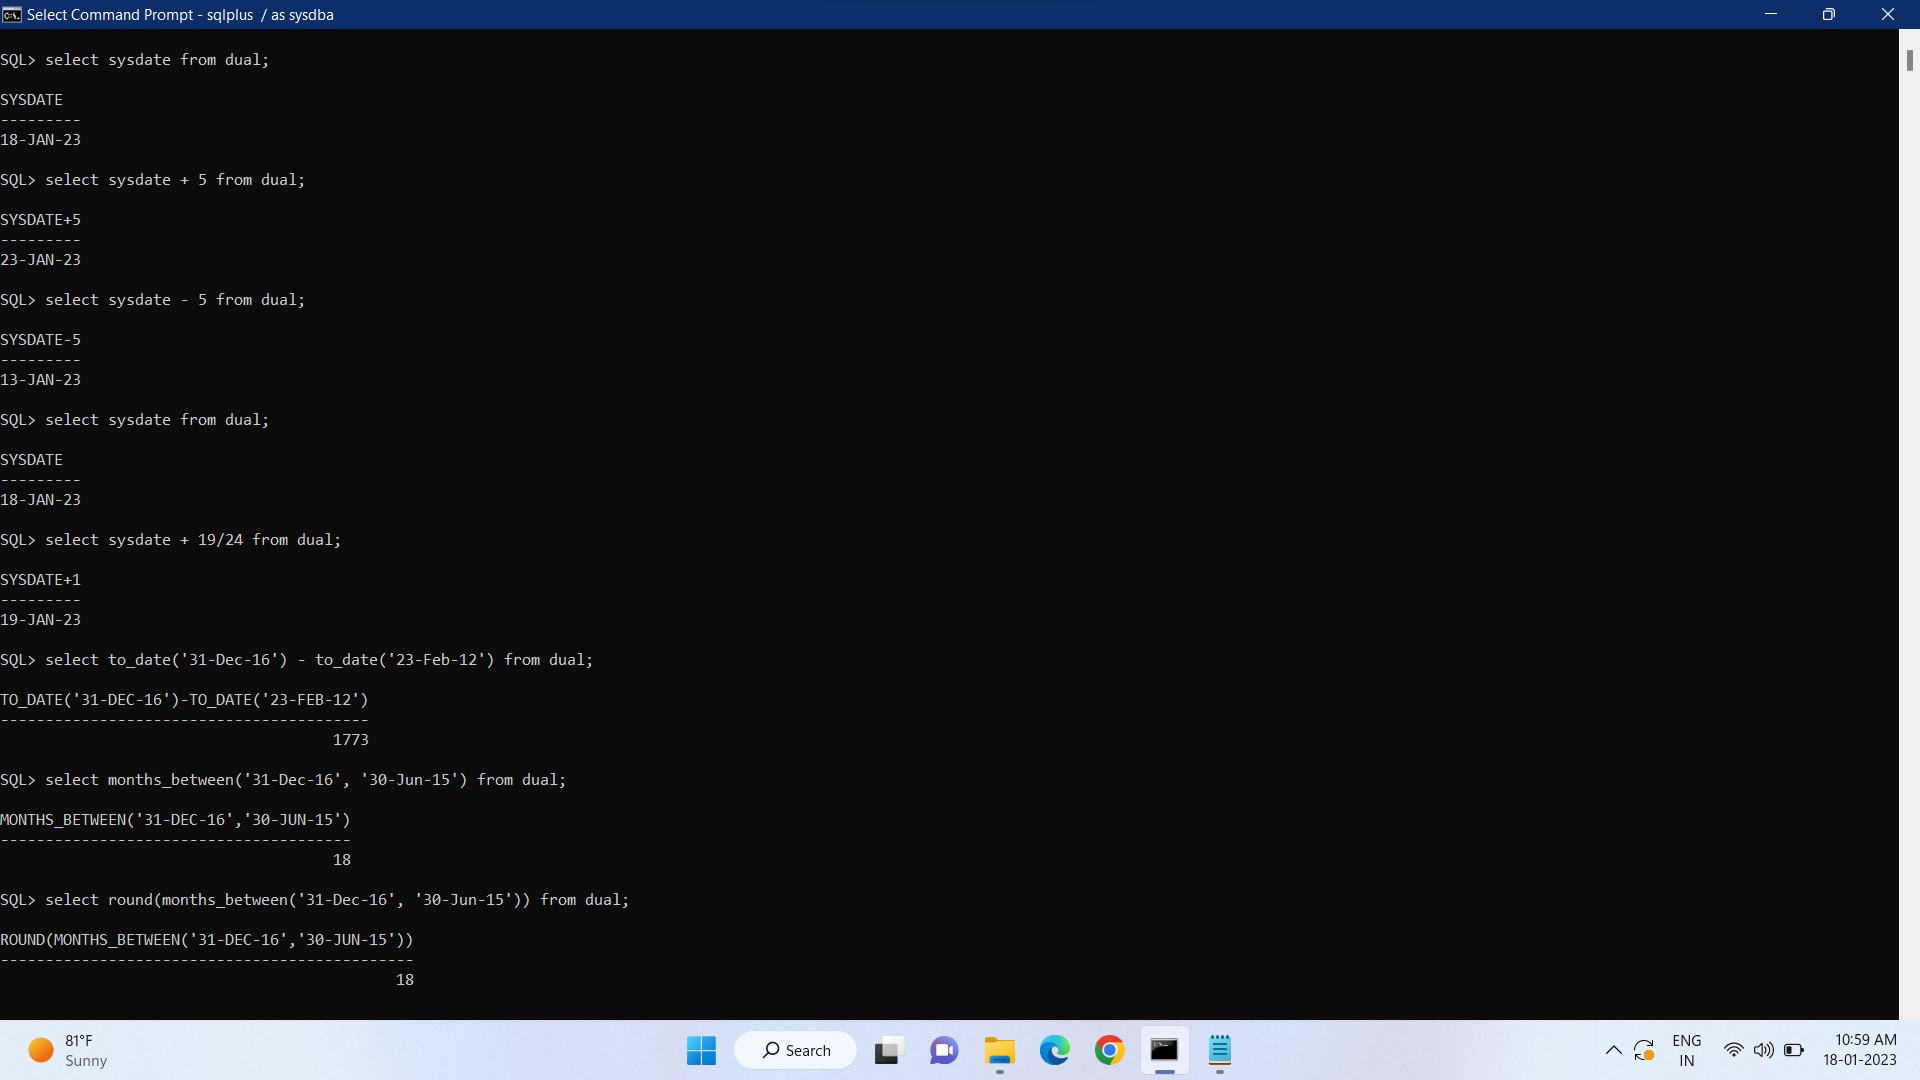 Select Command Prompt - sqlplus  / as sysdba
SQL> select sysdate from dual;
SYSDATE
---------
18-JAN-23
SQL> select sysdate + 5 from dual;
SYSDATE+5
---------
23-JAN-23
SQL> select sysdate - 5 from dual;
SYSDATE-5
---------
13-JAN-23
SQL> select sysdate from dual;
SYSDATE
---------
18-JAN-23
SQL> select sysdate + 19/24 from dual;
SYSDATE+1
---------
19-JAN-23
SQL> select to_date('31-Dec-16') - to_date('23-Feb-12') from dual;
TO_DATE('31-DEC-16')-TO_DATE('23-FEB-12')
-----------------------------------------
1773
SQL> select months_between('31-Dec-16', '30-Jun-15') from dual;
MONTHS_BETWEEN('31-DEC-16','30-JUN-15')
---------------------------------------
18
SQL> select round(months_between('31-Dec-16', '30-Jun-15')) from dual;
ROUND(MONTHS_BETWEEN('31-DEC-16','30-JUN-15'))
----------------------------------------------
18
81°F
Sunny
Search
ENG
IN
10:59 AM
18-01-2023